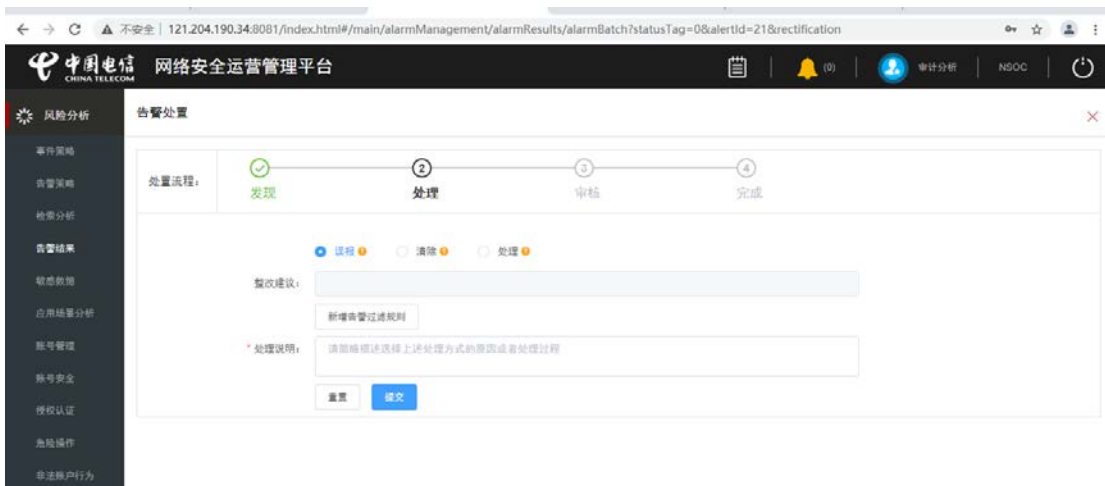 不安全 | 121.204.190.34:8081/index.html#/main/alarmManagement/alarmResults/alarmBatch?statusTag=0&alertId=21&rectification
中国电信
CHINA TELECOM
网络安全运营管理平台
(0)
审计分析
NSOC
风险分析
告警处置
事件策略
告警策略
检索分析
告警结果
敏感数据
应用场景分析
账号管理
账号安全
授权认证
危险操作
非法账户行为
处置流程:
2
3
4
发现
处理
审核
完成
误报
清除
处理
整改建议:
新增告警过滤规则
* 处理说明:
请简略描述选择上述处理方式的原因或者处理过程
重置
提交